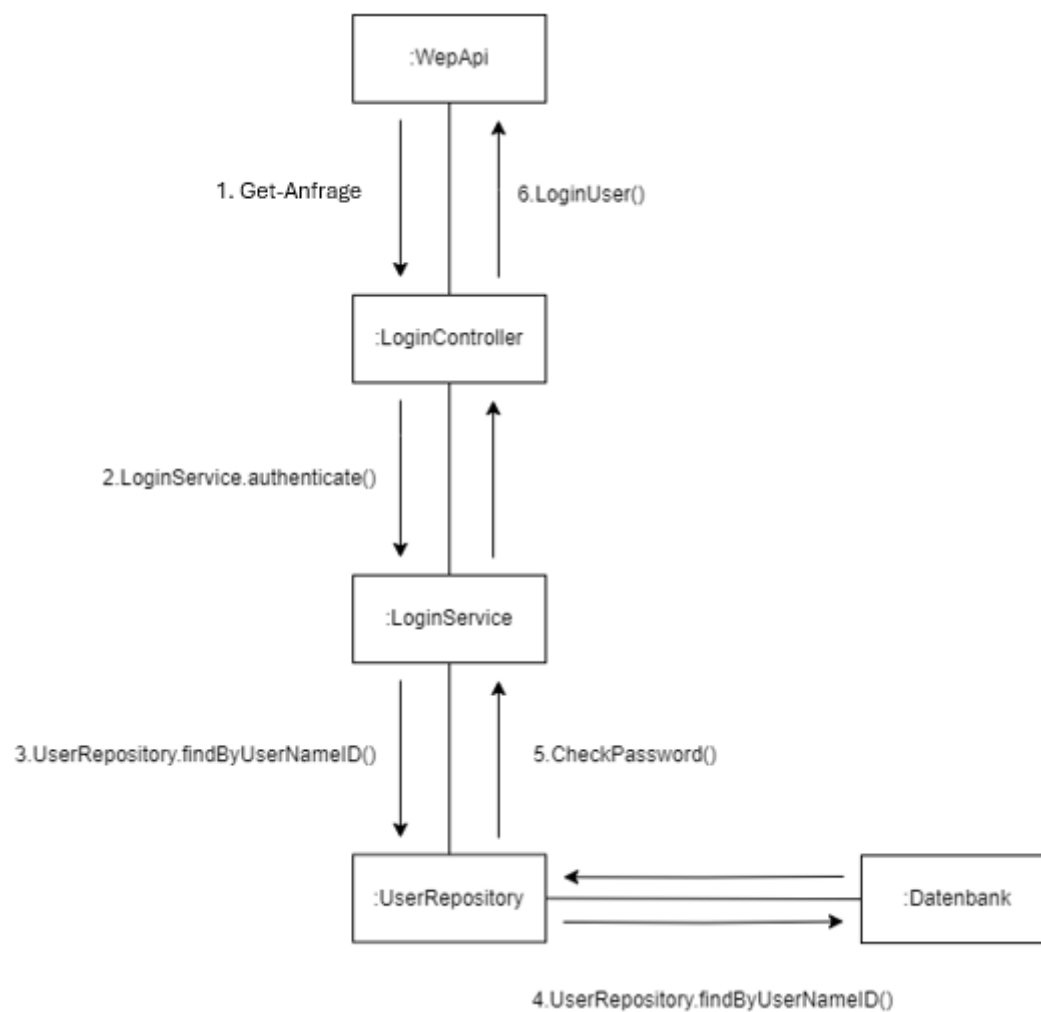 :WepApi
1. Get-Anfrage
6.LoginUser()
:LoginController
2.LoginService.authenticate()
:LoginService
3.UserRepository.findByUserNameID()
5.CheckPassword()
:UserRepository
:Datenbank
4.UserRepository.findByUserNameID()